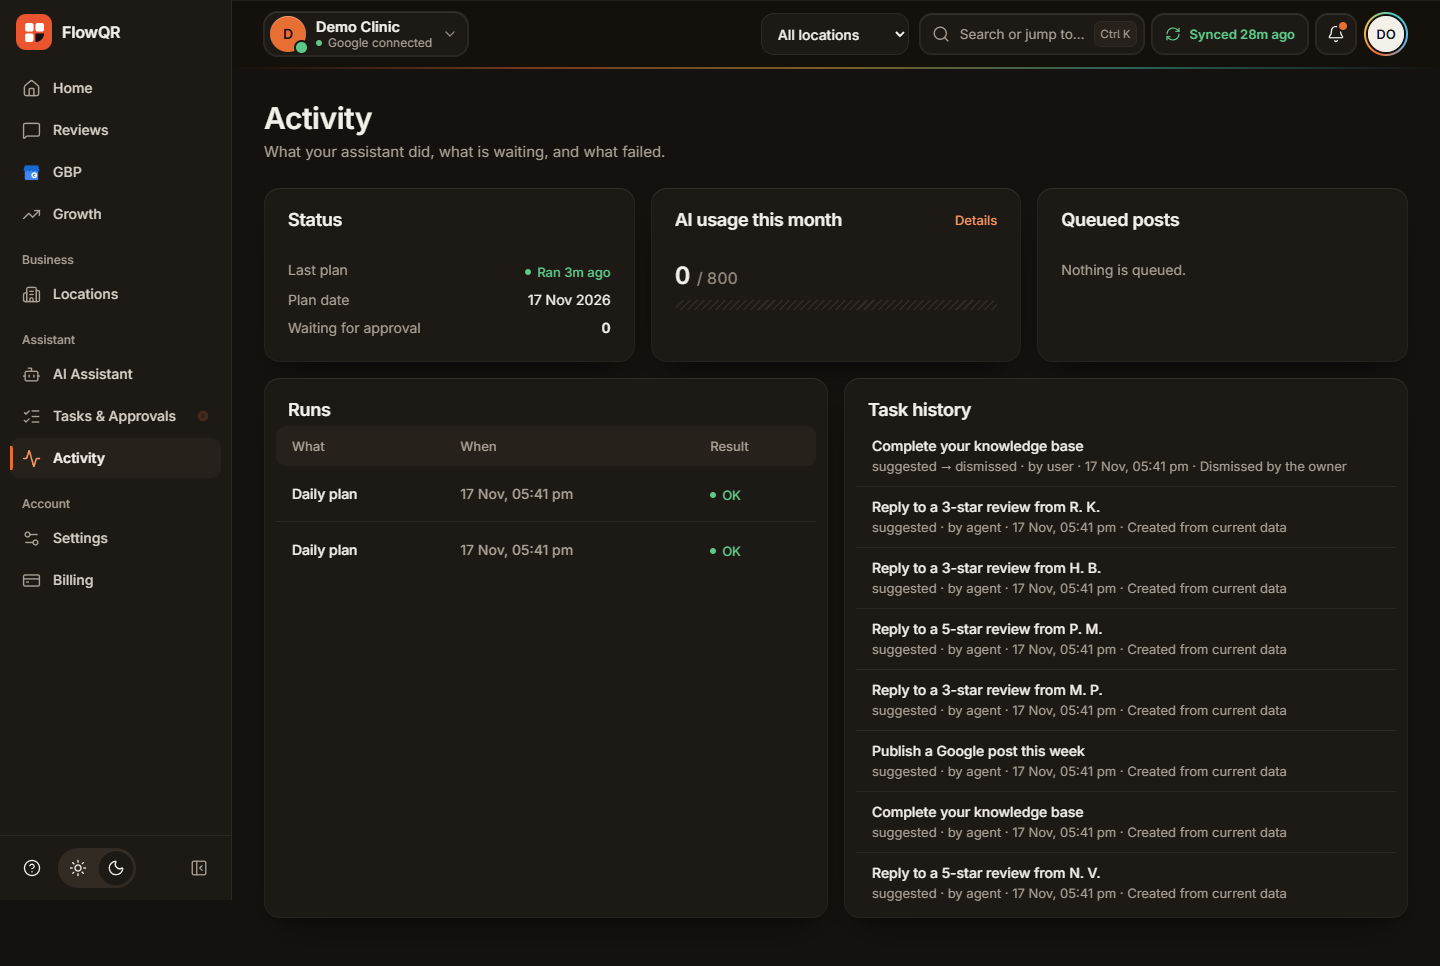 FlowQR
Demo Clinic
Google connected
D
All locations
Search or jump to...
Ctrl K
Synced 28m ago
DO
Home
Reviews
GBP
Growth
Business
Locations
Assistant
AI Assistant
Tasks & Approvals
Activity
Account
Settings
Billing
Activity
What your assistant did, what is waiting, and what failed.
Status
Last plan
Ran 3m ago
Plan date
17 Nov 2026
Waiting for approval
0
AI usage this month
Details
0 / 800
Queued posts
Nothing is queued.
Runs
What When Result
Daily plan 17 Nov, 05:41 pm OK
Daily plan 17 Nov, 05:41 pm OK
Task history
Complete your knowledge base
suggested → dismissed · by user · 17 Nov, 05:41 pm · Dismissed by the owner
Reply to a 3-star review from R. K.
suggested · by agent · 17 Nov, 05:41 pm · Created from current data
Reply to a 3-star review from H. B.
suggested · by agent · 17 Nov, 05:41 pm · Created from current data
Reply to a 5-star review from P. M.
suggested · by agent · 17 Nov, 05:41 pm · Created from current data
Reply to a 3-star review from M. P.
suggested · by agent · 17 Nov, 05:41 pm · Created from current data
Publish a Google post this week
suggested · by agent · 17 Nov, 05:41 pm · Created from current data
Complete your knowledge base
suggested · by agent · 17 Nov, 05:41 pm · Created from current data
Reply to a 5-star review from N. V.
suggested · by agent · 17 Nov, 05:41 pm · Created from current data